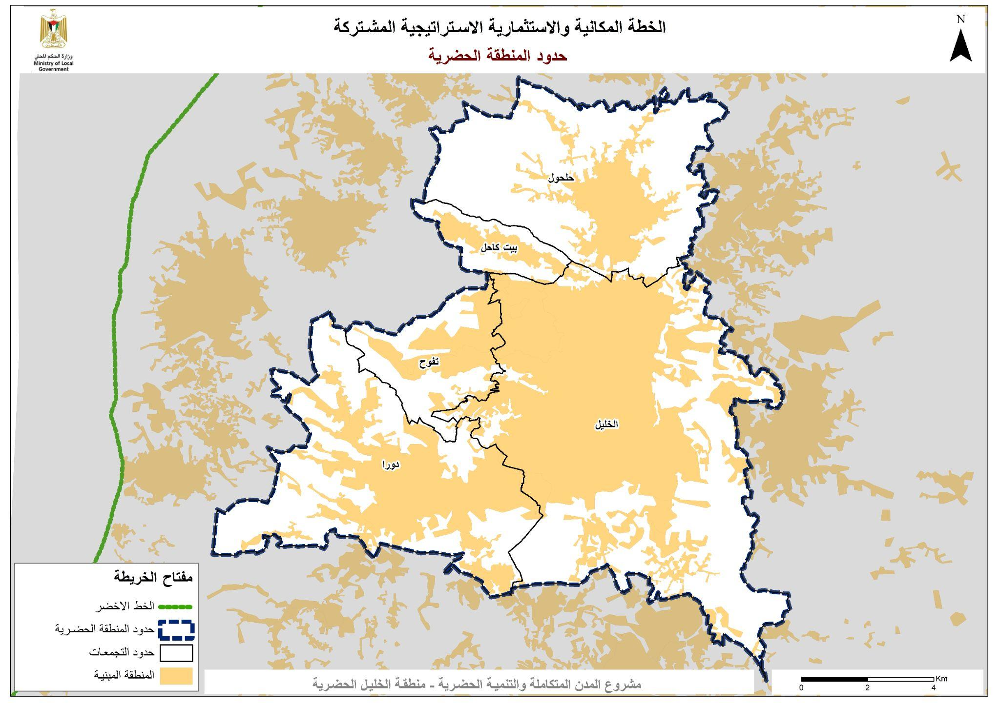 الخطة المكانية والاستثمارية الاستراتيجية المشتركة
حدود المنطقة الحضرية
فلسطين
وزارة الحكم المحلي
Ministry of Local
Government
N
حلحول
بيت كاحل
تفوح
الخليل
دورا
مفتاح الخريطة
الخط الاخضر
حدود المنطقة الحضرية
حدود التجمعات
المنطقة المبنية
مشروع المدن المتكاملة والتنمية الحضرية - منطقة الخليل الحضرية
Km
0 2 4